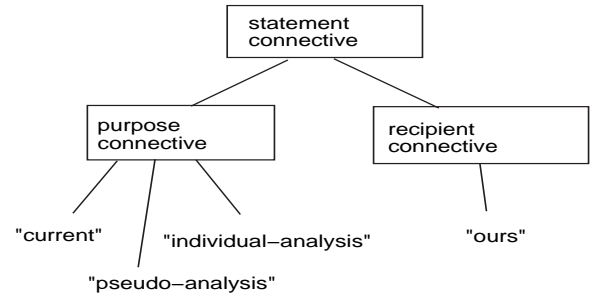 statement
connective
purpose
connective
recipient
connective
"current"
"individual−analysis"
"ours"
"pseudo−analysis"